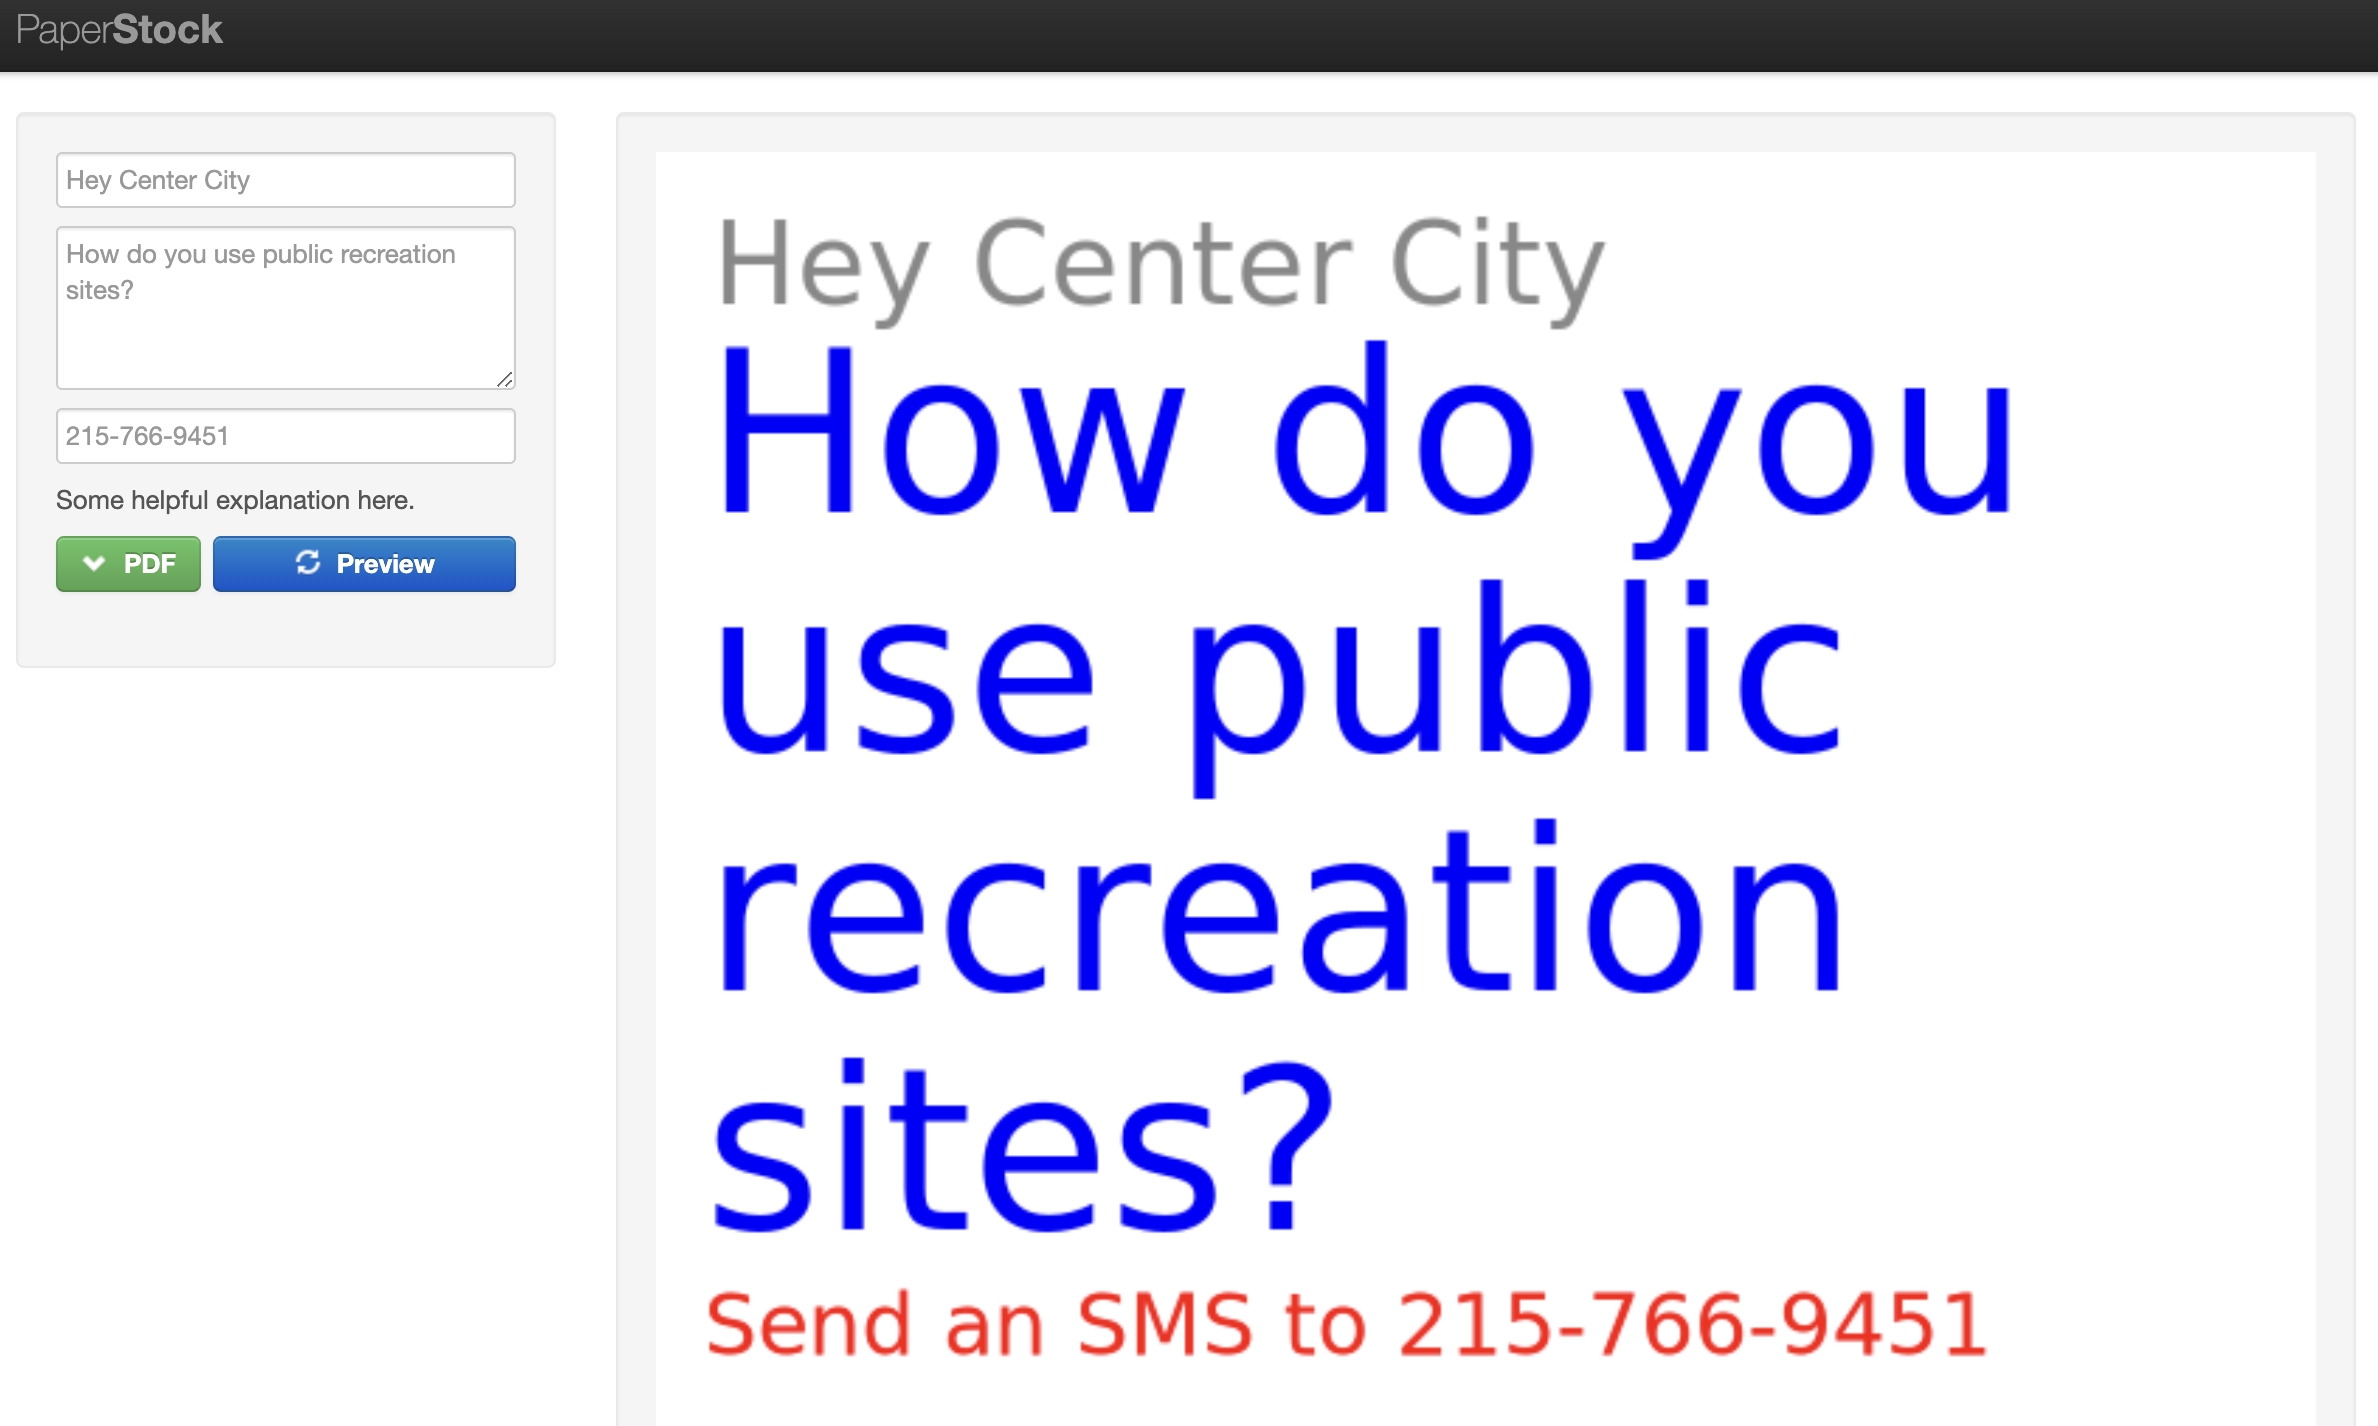 PaperStock
Hey Center City
How do you use public recreation
sites?
215-766-9451
Some helpful explanation here.
PDF
Preview
Hey Center City
How do you
use public
recreation
sites?
Send an SMS to 215-766-9451